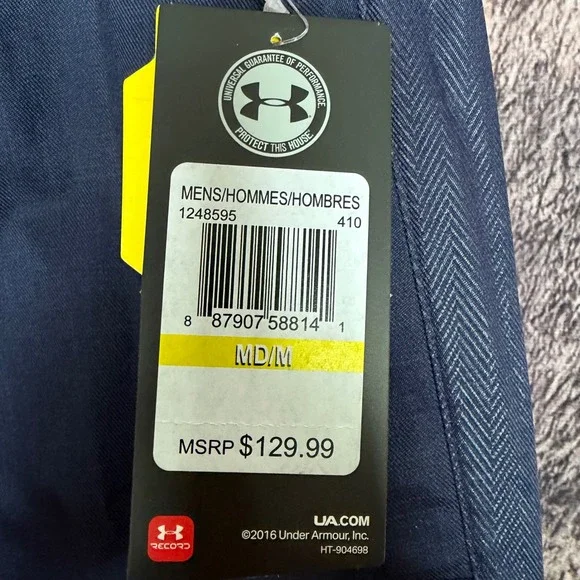 UNIVERSAL GUARANTEE OF PERFORMANCE
PROTECT THIS HOUSE
MENS/HOMMES/HOMBRES
1248595 410
8 87907 58814 1
MD/M
MSRP $129.99
RECORD
UA.COM
©2016 Under Armour, Inc.
HT-904698